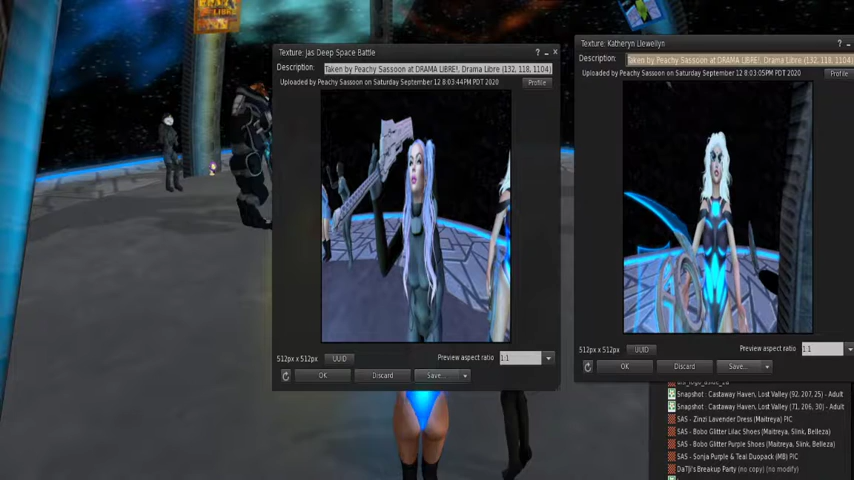 Texture: Jas Deep Space Battle
Description: Taken by Peachy Sassoon at DRAMA LIBRE!, Drama Libre (132, 118, 1104)
Uploaded by Peachy Sassoon on Saturday September 12 8:03:44PM PDT 2020
Profile
512px x 512px
UUID
Preview aspect ratio
1:1
OK
Discard
Save...
Texture: Katheryn Llewellyn
Description: Taken by Peachy Sassoon at DRAMA LIBRE!, Drama Libre (132, 118, 1104)
Uploaded by Peachy Sassoon on Saturday September 12 8:03:05PM PDT 2020
Profile
512px x 512px
UUID
Preview aspect ratio
1:1
OK
Discard
Save...
Snapshot : Castaway Haven, Lost Valley (92, 207, 25) - Adult
Snapshot : Castaway Haven, Lost Valley (71, 206, 30) - Adult
SAS - Zinzi Lavender Dress (Maitreya) PIC
SAS - Bobo Glitter Lilac Shoes (Maitreya, Slink, Belleza)
SAS - Bobo Glitter Purple Shoes (Maitreya, Slink, Belleza)
SAS - Sonja Purple & Teal Duopack (MB) PIC
DaTji's Breakup Party (no copy) (no modify)